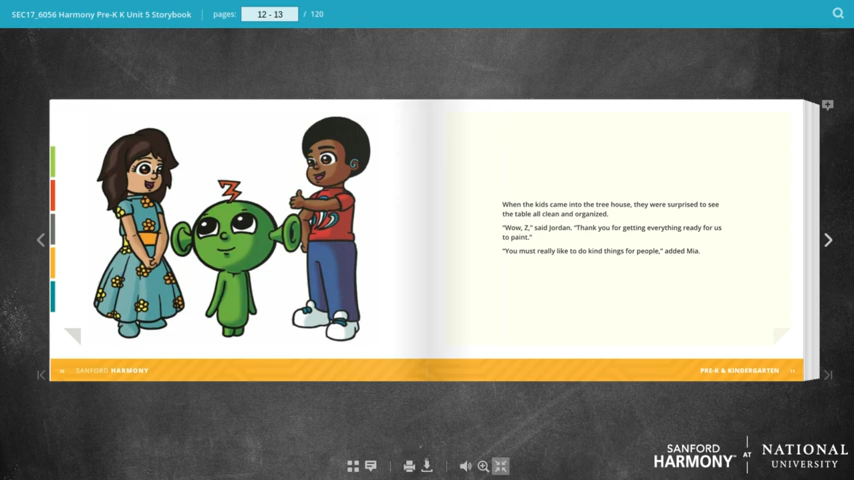 SEC17_6056 Harmony Pre-K K Unit 5 Storybook
pages: 12 - 13 / 120
When the kids came into the tree house, they were surprised to see
the table all clean and organized.
"Wow, Z," said Jordan. "Thank you for getting everything ready for us
to paint."
"You must really like to do kind things for people," added Mia.
SANFORD HARMONY
PRE-K & KINDERGARTEN
SANFORD
HARMONY™ AT
NATIONAL
UNIVERSITY